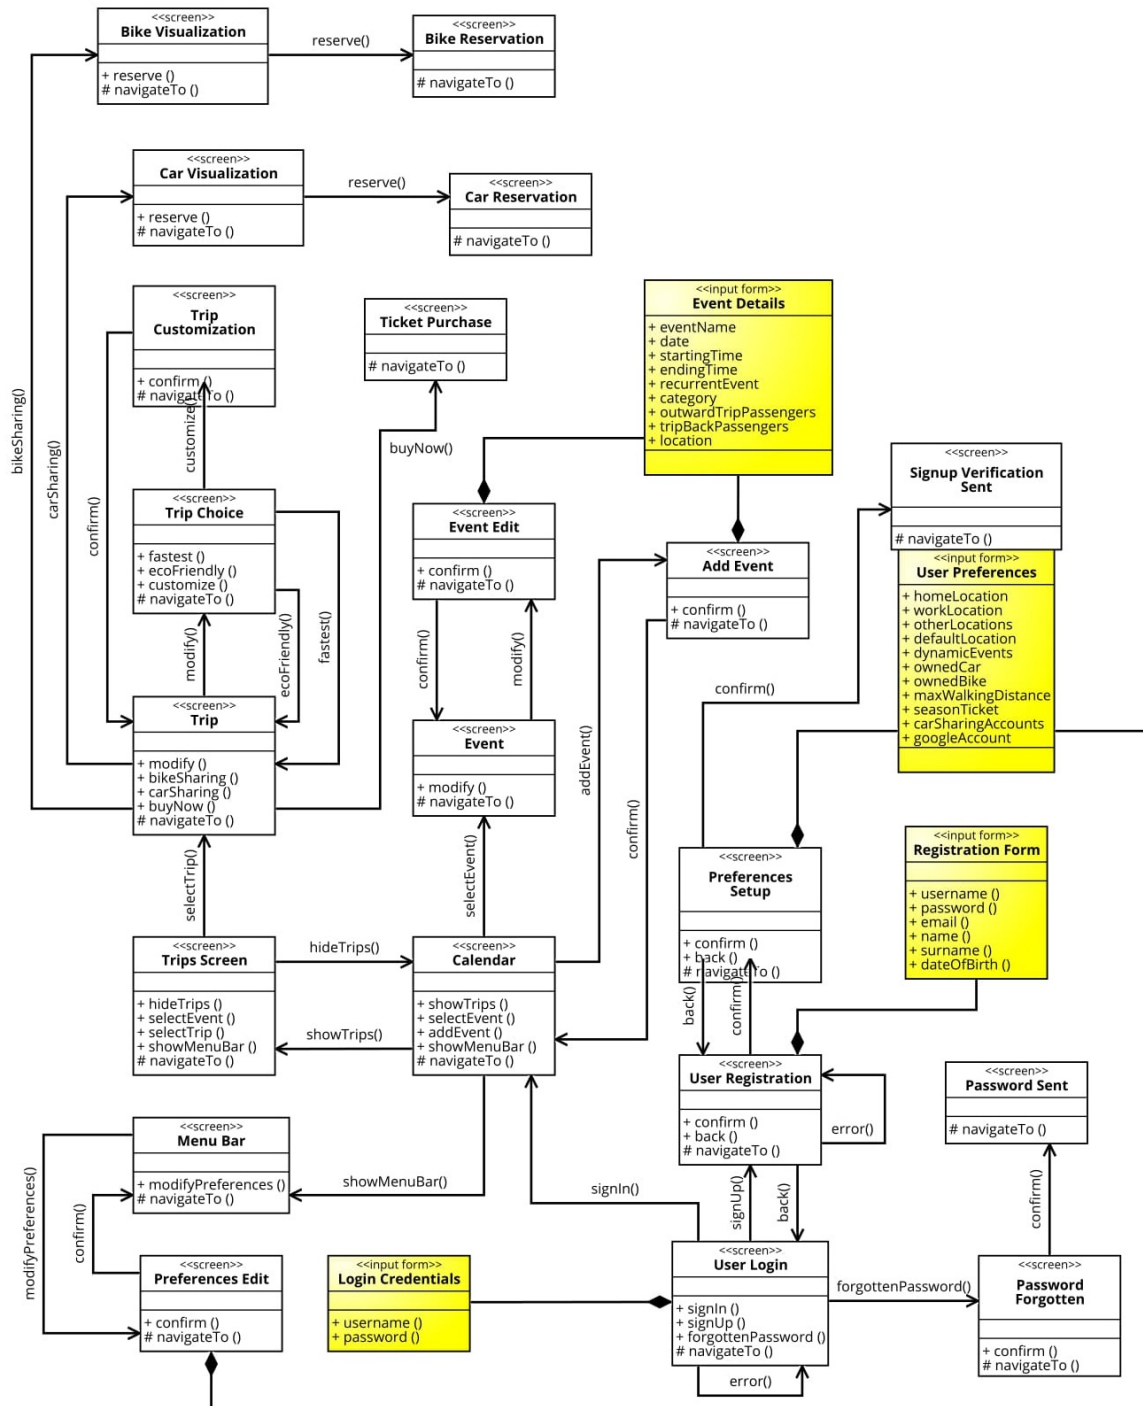 <<screen>>
Bike Visualization
+ reserve ()
# navigateTo ()
reserve()
<<screen>>
Bike Reservation
# navigateTo ()
<<screen>>
Car Visualization
+ reserve ()
# navigateTo ()
reserve()
<<screen>>
Car Reservation
# navigateTo ()
<<screen>>
Trip
Customization
+ confirm ()
# navigateTo ()
<<screen>>
Ticket Purchase
# navigateTo ()
<<input form>>
Event Details
+ eventName
+ date
+ startingTime
+ endingTime
+ recurrentEvent
+ category
+ outwardTripPassengers
+ tripBackPassengers
+ location
bikeSharing()
carSharing()
confirm()
customize()
buyNow()
<<screen>>
Signup Verification
Sent
# navigateTo ()
<<screen>>
Trip Choice
+ fastest ()
+ ecoFriendly ()
+ customize ()
# navigateTo ()
<<screen>>
Event Edit
+ confirm ()
# navigateTo ()
<<screen>>
Add Event
+ confirm ()
# navigateTo ()
<<input form>>
User Preferences
+ homeLocation
+ workLocation
+ otherLocations
+ defaultLocation
+ dynamicEvents
+ ownedCar
+ ownedBike
+ maxWalkingDistance
+ seasonTicket
+ carSharingAccounts
+ googleAccount
modify()
ecoFriendly()
fastest()
confirm()
modify()
confirm()
<<screen>>
Trip
+ modify ()
+ bikeSharing ()
+ carSharing ()
+ buyNow ()
# navigateTo ()
<<screen>>
Event
+ modify ()
# navigateTo ()
addEvent()
confirm()
selectTrip()
selectEvent()
<<screen>>
Preferences
Setup
+ confirm ()
+ back ()
# navigateTo ()
<<input form>>
Registration Form
+ username ()
+ password ()
+ email ()
+ name ()
+ surname ()
+ dateOfBirth ()
<<screen>>
Trips Screen
+ hideTrips ()
+ selectEvent ()
+ selectTrip ()
+ showMenuBar ()
# navigateTo ()
hideTrips()
showTrips()
<<screen>>
Calendar
+ showTrips ()
+ selectEvent ()
+ addEvent ()
+ showMenuBar ()
# navigateTo ()
back()
confirm()
<<screen>>
User Registration
+ confirm ()
+ back ()
# navigateTo ()
error()
<<screen>>
Password Sent
# navigateTo ()
<<screen>>
Menu Bar
+ modifyPreferences ()
# navigateTo ()
showMenuBar()
signIn()
signUp()
back()
confirm()
modifyPreferences()
confirm()
<<screen>>
Preferences Edit
+ confirm ()
# navigateTo ()
<<input form>>
Login Credentials
+ username ()
+ password ()
<<screen>>
User Login
+ signIn ()
+ signUp ()
+ forgottenPassword ()
# navigateTo ()
error()
forgottenPassword()
<<screen>>
Password
Forgotten
+ confirm ()
# navigateTo ()